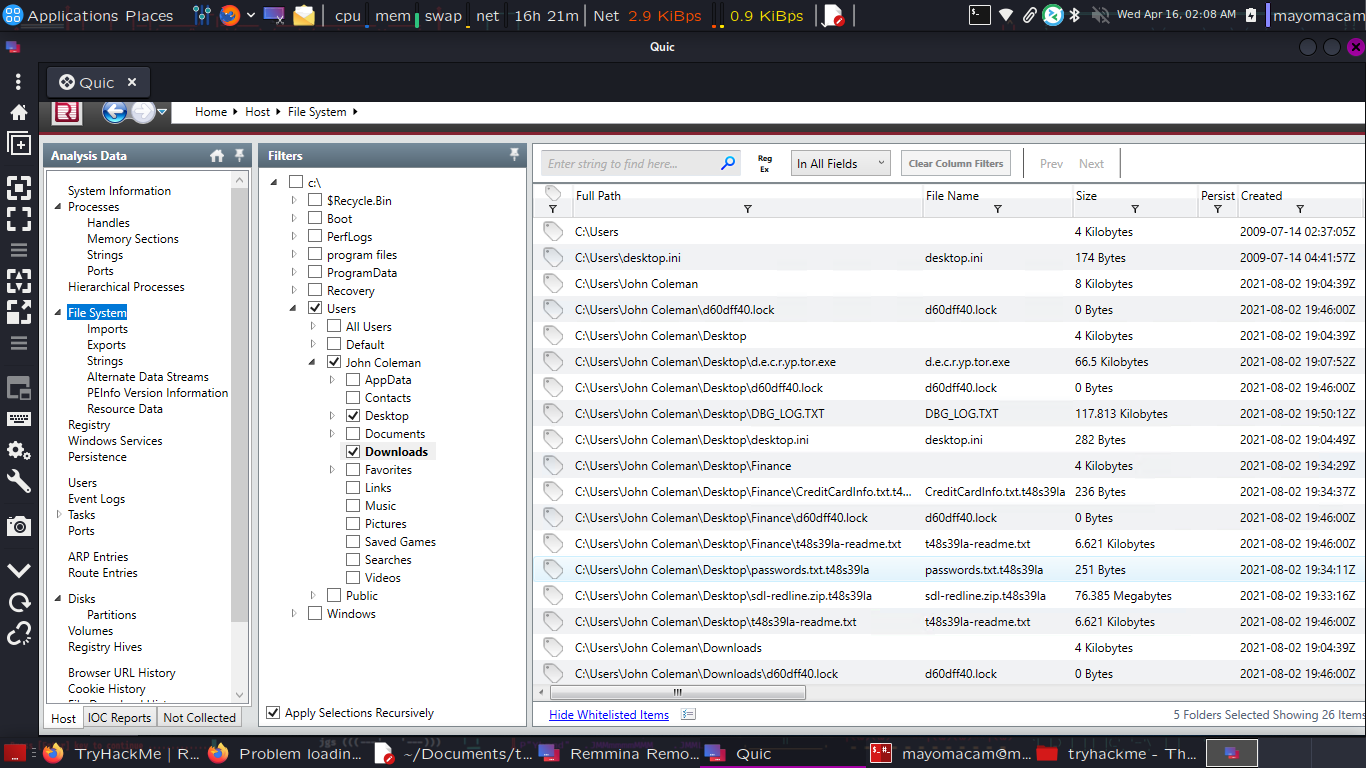 Applications Places cpu mem swap net 16h 21m Net 2.9 KiBps 0.9 KiBps Wed Apr 16, 02:08 AM mayomacam
Quic
Quic
Home Host File System
Analysis Data
System Information
Processes
Handles
Memory Sections
Strings
Ports
Hierarchical Processes
File System
Imports
Exports
Strings
Alternate Data Streams
PEInfo Version Information
Resource Data
Registry
Windows Services
Persistence
Users
Event Logs
Tasks
Ports
ARP Entries
Route Entries
Disks
Partitions
Volumes
Registry Hives
Browser URL History
Cookie History
Host IOC Reports Not Collected
Filters
c:\
$Recycle.Bin
Boot
PerfLogs
program files
ProgramData
Recovery
Users
All Users
Default
John Coleman
AppData
Contacts
Desktop
Documents
Downloads
Favorites
Links
Music
Pictures
Saved Games
Searches
Videos
Public
Windows
Apply Selections Recursively
Enter string to find here... Reg Ex In All Fields Clear Column Filters Prev Next
Full Path File Name Size Persist Created
C:\Users 4 Kilobytes 2009-07-14 02:37:05Z
C:\Users\desktop.ini desktop.ini 174 Bytes 2009-07-14 04:41:57Z
C:\Users\John Coleman 8 Kilobytes 2021-08-02 19:04:39Z
C:\Users\John Coleman\d60dff40.lock d60dff40.lock 0 Bytes 2021-08-02 19:46:00Z
C:\Users\John Coleman\Desktop 4 Kilobytes 2021-08-02 19:04:39Z
C:\Users\John Coleman\Desktop\d.e.c.r.yp.tor.exe d.e.c.r.yp.tor.exe 66.5 Kilobytes 2021-08-02 19:07:52Z
C:\Users\John Coleman\Desktop\d60dff40.lock d60dff40.lock 0 Bytes 2021-08-02 19:46:00Z
C:\Users\John Coleman\Desktop\DBG_LOG.TXT DBG_LOG.TXT 117.813 Kilobytes 2021-08-02 19:50:12Z
C:\Users\John Coleman\Desktop\desktop.ini desktop.ini 282 Bytes 2021-08-02 19:04:49Z
C:\Users\John Coleman\Desktop\Finance 4 Kilobytes 2021-08-02 19:34:29Z
C:\Users\John Coleman\Desktop\Finance\CreditCardInfo.txt.t4... CreditCardInfo.txt.t48s39la 236 Bytes 2021-08-02 19:34:37Z
C:\Users\John Coleman\Desktop\Finance\d60dff40.lock d60dff40.lock 0 Bytes 2021-08-02 19:46:00Z
C:\Users\John Coleman\Desktop\Finance\t48s39la-readme.txt t48s39la-readme.txt 6.621 Kilobytes 2021-08-02 19:46:00Z
C:\Users\John Coleman\Desktop\passwords.txt.t48s39la passwords.txt.t48s39la 251 Bytes 2021-08-02 19:34:11Z
C:\Users\John Coleman\Desktop\sdl-redline.zip.t48s39la sdl-redline.zip.t48s39la 76.385 Megabytes 2021-08-02 19:33:16Z
C:\Users\John Coleman\Desktop\t48s39la-readme.txt t48s39la-readme.txt 6.621 Kilobytes 2021-08-02 19:46:00Z
C:\Users\John Coleman\Downloads 4 Kilobytes 2021-08-02 19:04:39Z
C:\Users\John Coleman\Downloads\d60dff40.lock d60dff40.lock 0 Bytes 2021-08-02 19:46:00Z
Hide Whitelisted Items 5 Folders Selected Showing 26 Items
TryHackMe | R... Problem loadin... ~/Documents/t... Remmina Remo... Quic mayomacam@m... tryhackme - Th...